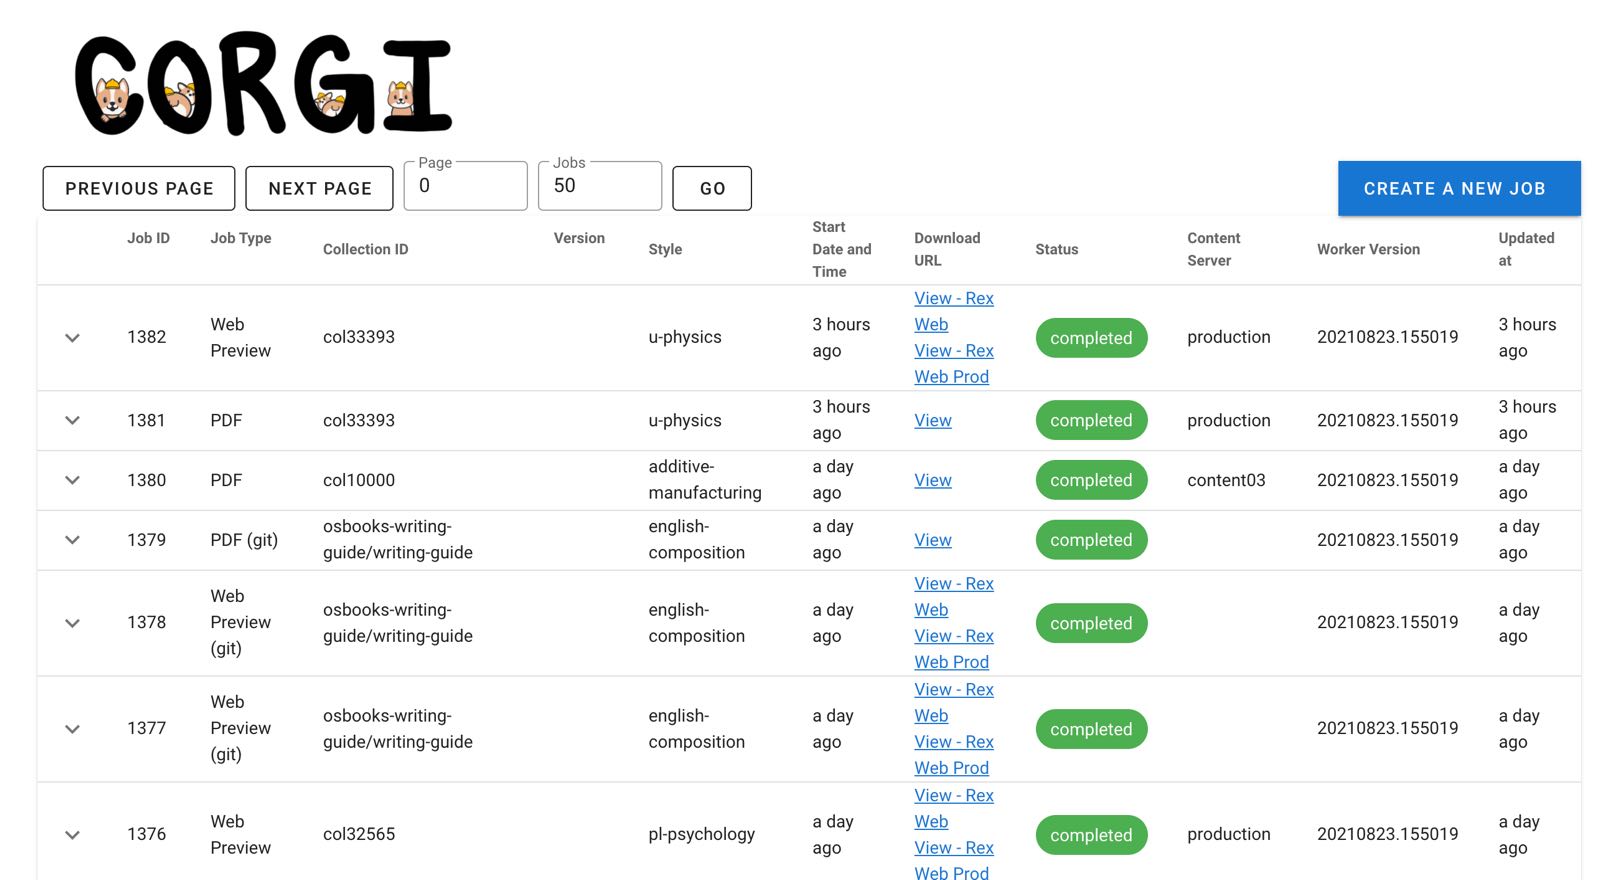 CORGI
PREVIOUS PAGE NEXT PAGE Page 0 Jobs 50 GO CREATE A NEW JOB
Job ID Job Type Collection ID Version Style Start Date and Time Download URL Status Content Server Worker Version Updated at
1382 Web Preview col33393 u-physics 3 hours ago View - Rex Web View - Rex Web Prod completed production 20210823.155019 3 hours ago
1381 PDF col33393 u-physics 3 hours ago View completed production 20210823.155019 3 hours ago
1380 PDF col10000 additive-manufacturing a day ago View completed content03 20210823.155019 a day ago
1379 PDF (git) osbooks-writing-guide/writing-guide english-composition a day ago View completed 20210823.155019 a day ago
1378 Web Preview (git) osbooks-writing-guide/writing-guide english-composition a day ago View - Rex Web View - Rex Web Prod completed 20210823.155019 a day ago
1377 Web Preview (git) osbooks-writing-guide/writing-guide english-composition a day ago View - Rex Web View - Rex Web Prod completed 20210823.155019 a day ago
1376 Web Preview col32565 pl-psychology a day ago View - Rex Web View - Rex Web Prod completed production 20210823.155019 a day ago